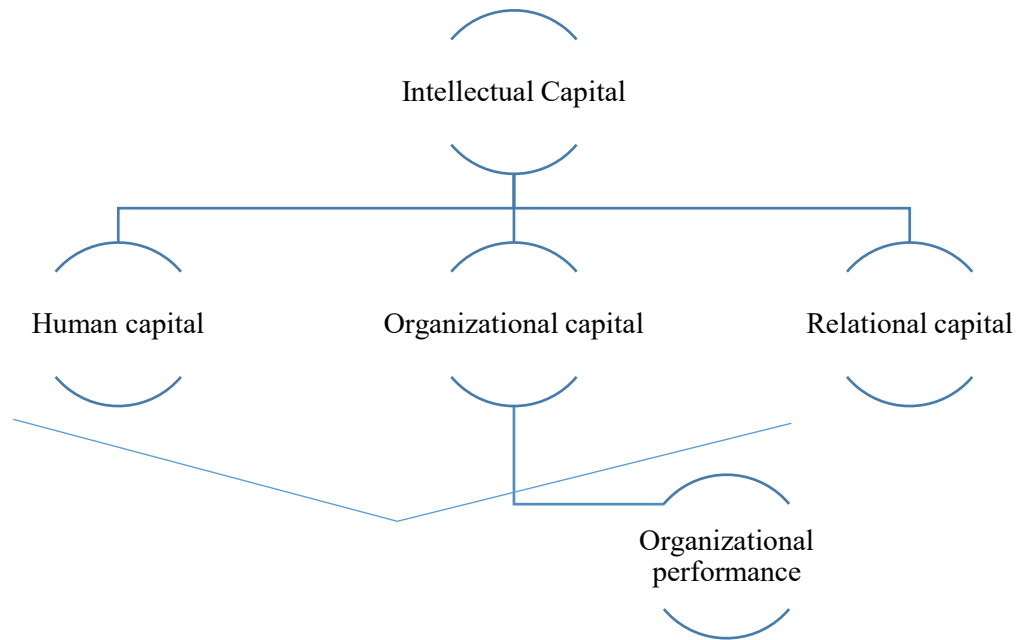 Intellectual Capital
Human capital
Organizational capital
Relational capital
Organizational
performance